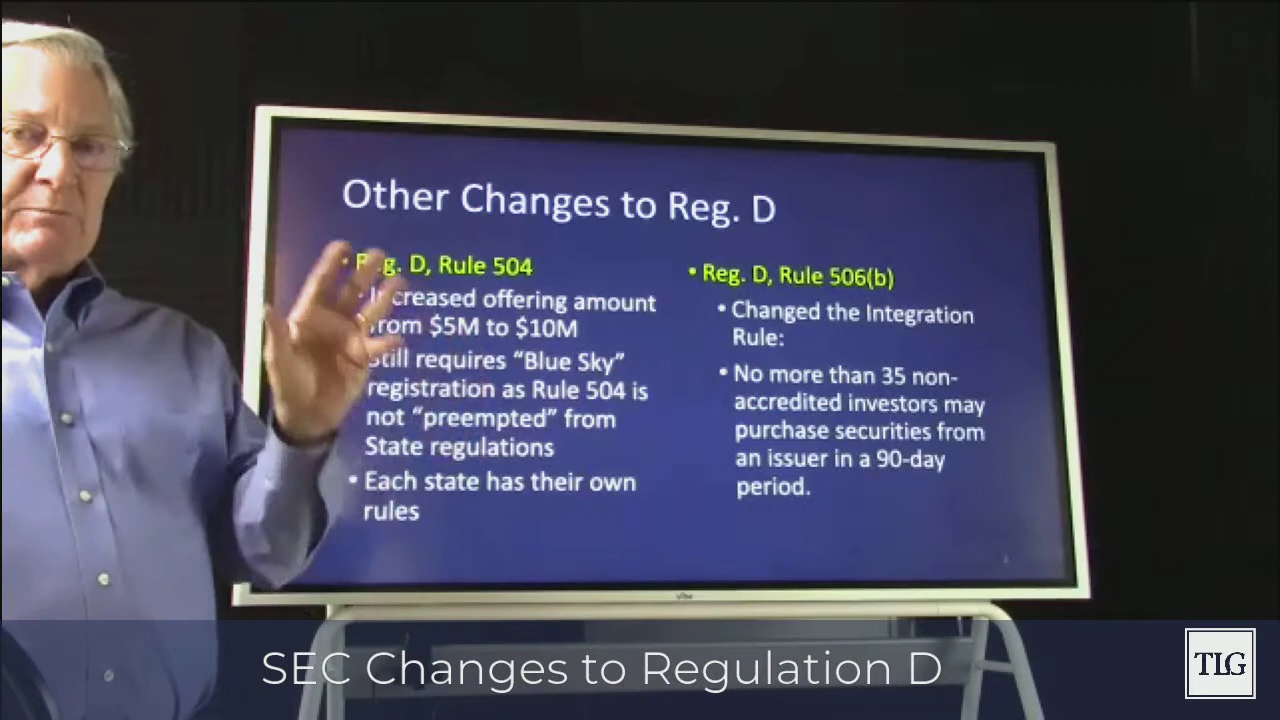 Other Changes to Reg. D
• Reg. D, Rule 504
• Increased offering amount
from $5M to $10M
Still requires “Blue Sky”
registration as Rule 504 is
not “preempted” from
State regulations
• Each state has their own
rules
• Reg. D, Rule 506(b)
• Changed the Integration
Rule:
• No more than 35 non-
accredited investors may
purchase securities from
an issuer in a 90-day
period.
vibe
SEC Changes to Regulation D
TLG